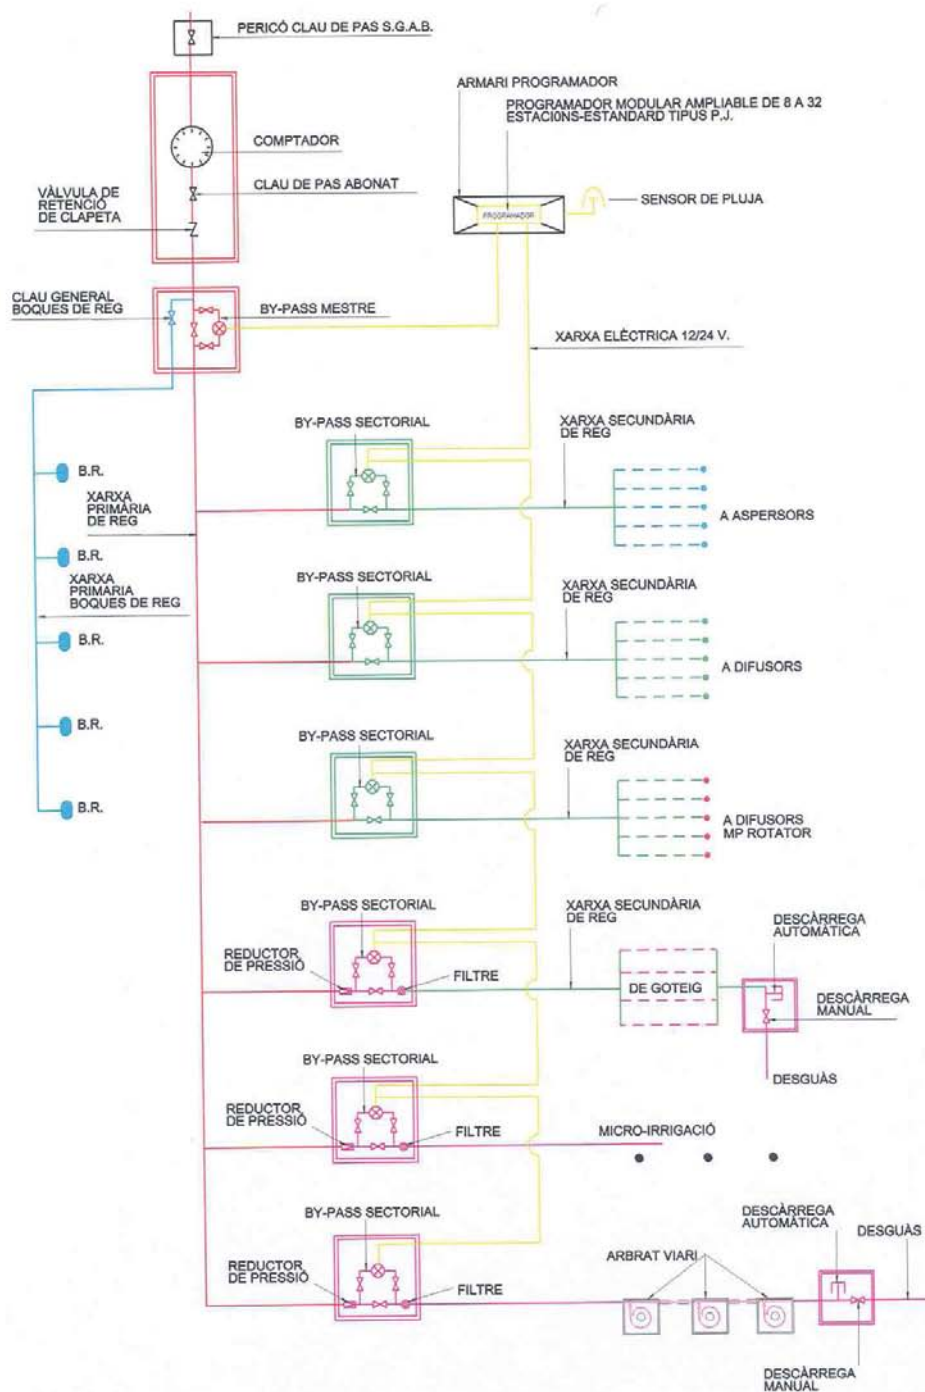 PERICÓ CLAU DE PAS S.G.A.B.
ARMARI PROGRAMADOR
PROGRAMADOR MODULAR AMPLIABLE DE 8 A 32
ESTACIONS-ESTANDARD TIPUS P.J.
COMPTADOR
CLAU DE PAS ABONAT
VÀLVULA DE
RETENCIÓ
DE CLAPETA
PROGRAMADOR
SENSOR DE PLUJA
CLAU GENERAL
BOQUES DE REG
BY-PASS MESTRE
XARXA ELÈCTRICA 12/24 V.
BY-PASS SECTORIAL
XARXA SECUNDÀRIA
DE REG
B.R.
XARXA
PRIMÀRIA
DE REG
A ASPERSORS
B.R.
XARXA
PRIMARIA
BOQUES DE REG
BY-PASS SECTORIAL
XARXA SECUNDÀRIA
DE REG
B.R.
A DIFUSORS
B.R.
BY-PASS SECTORIAL
XARXA SECUNDÀRIA
DE REG
B.R.
A DIFUSORS
MP ROTATOR
BY-PASS SECTORIAL
XARXA SECUNDÀRIA
DE REG
DESCÀRREGA
AUTOMÀTICA
REDUCTOR
DE PRESSIÓ
FILTRE
DE GOTEIG
DESCÀRREGA
MANUAL
DESGUÀS
BY-PASS SECTORIAL
REDUCTOR
DE PRESSIÓ
FILTRE
MICRO-IRRIGACIÓ
BY-PASS SECTORIAL
DESCÀRREGA
AUTOMÀTICA
DESGUÀS
REDUCTOR
DE PRESSIÓ
FILTRE
ARBRAT VIARI
DESCÀRREGA
MANUAL